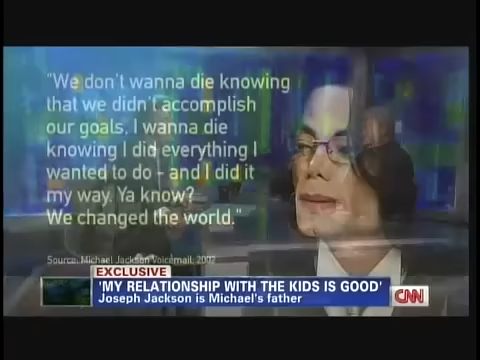 "We don't wanna die knowing
that we didn't accomplish
our goals. I wanna die
knowing I did everything I
wanted to do - and I did it
my way. Ya know?
We changed the world."
Source: Michael Jackson Voicemail, 2002
EXCLUSIVE
'MY RELATIONSHIP WITH THE KIDS IS GOOD'
Joseph Jackson is Michael's father
CNN